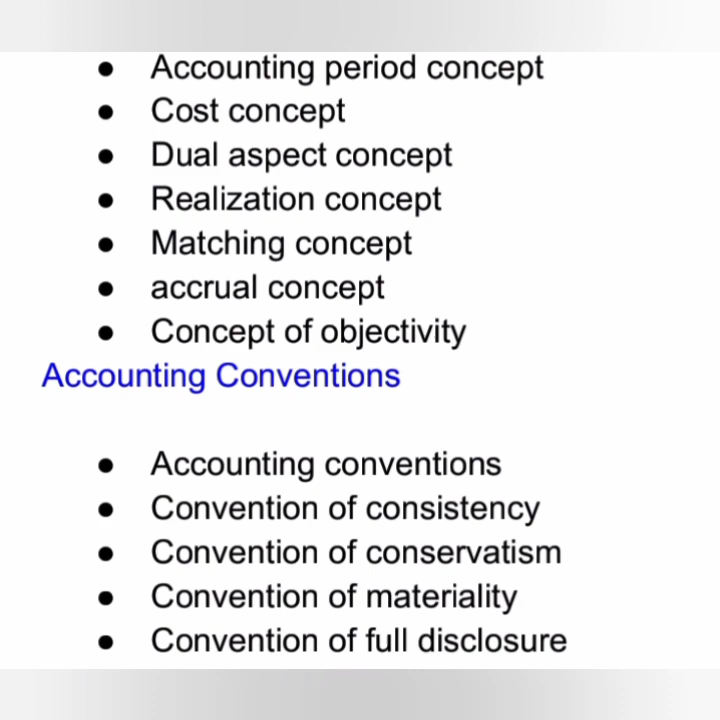 ● Accounting period concept
● Cost concept
● Dual aspect concept
● Realization concept
● Matching concept
● accrual concept
● Concept of objectivity
Accounting Conventions
● Accounting conventions
● Convention of consistency
● Convention of conservatism
● Convention of materiality
● Convention of full disclosure